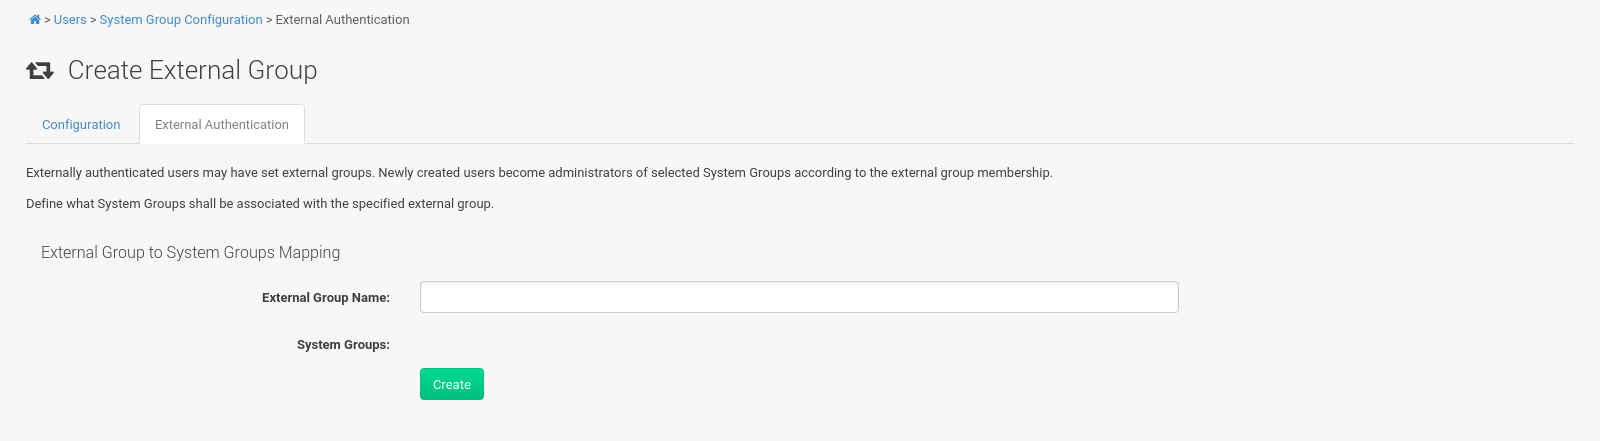 > Users > System Group Configuration > External Authentication
Create External Group
Configuration External Authentication
Externally authenticated users may have set external groups. Newly created users become administrators of selected System Groups according to the external group membership.
Define what System Groups shall be associated with the specified external group.
External Group to System Groups Mapping
External Group Name:
System Groups:
Create